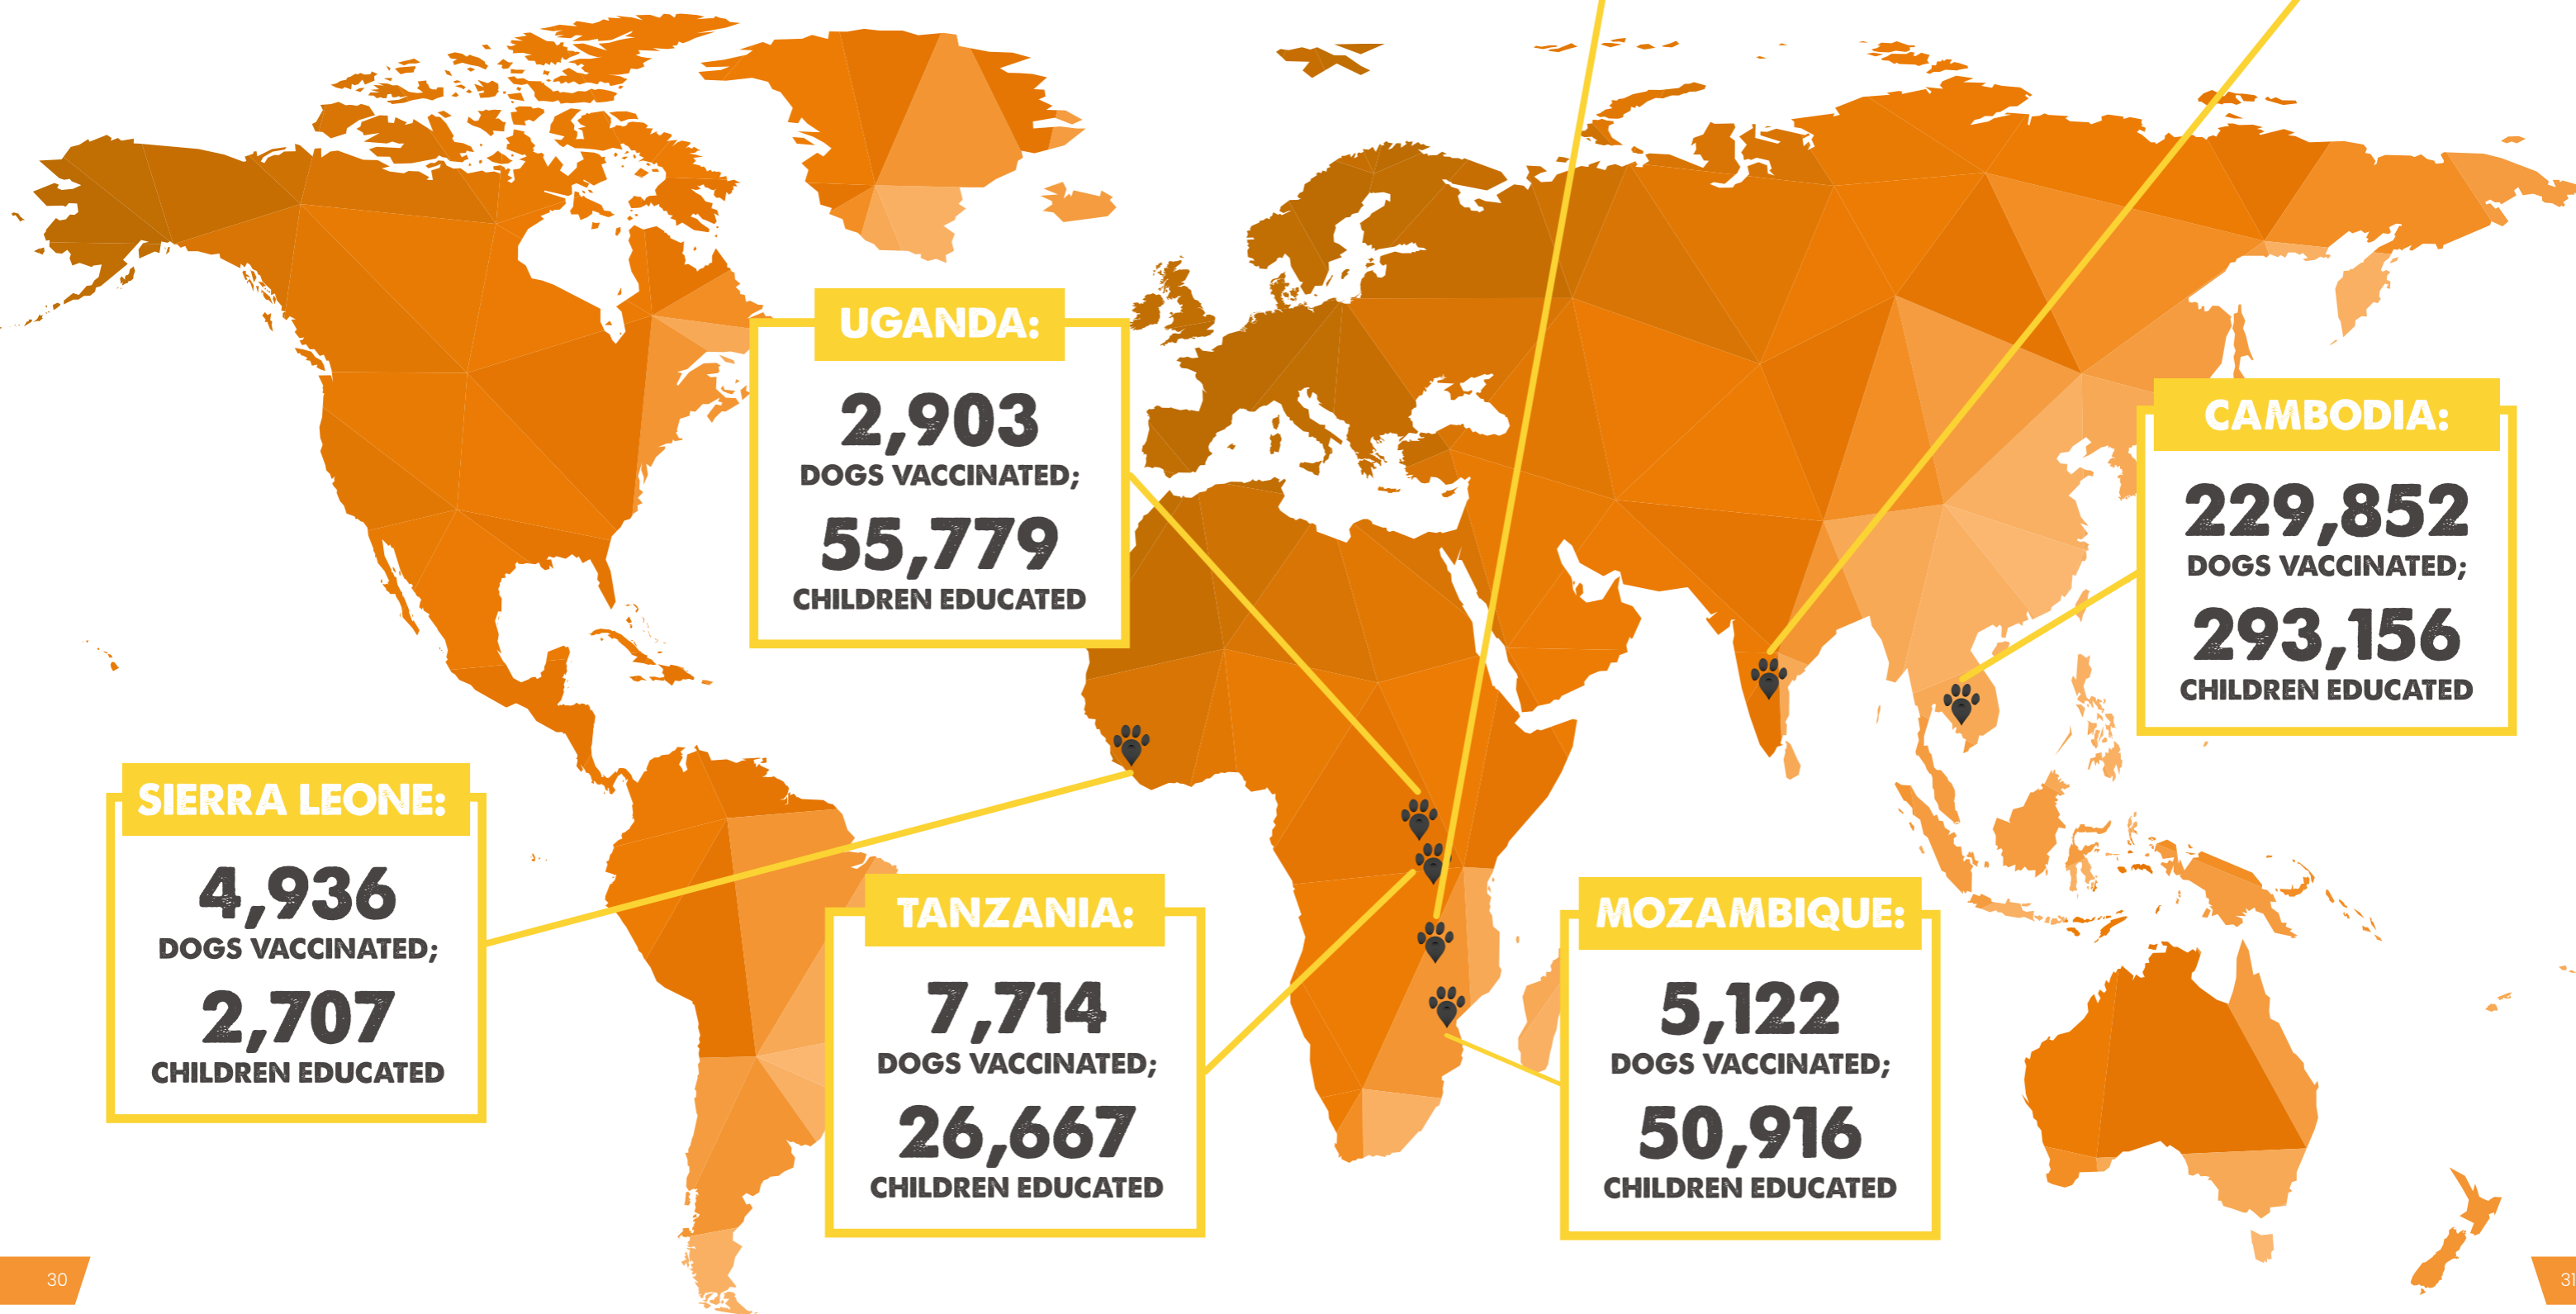 UGANDA:
2,903
DOGS VACCINATED;
55,779
CHILDREN EDUCATED
CAMBODIA:
229,852
DOGS VACCINATED;
293,156
CHILDREN EDUCATED
SIERRA LEONE:
4,936
DOGS VACCINATED;
2,707
CHILDREN EDUCATED
TANZANIA:
7,714
DOGS VACCINATED;
26,667
CHILDREN EDUCATED
MOZAMBIQUE:
5,122
DOGS VACCINATED;
50,916
CHILDREN EDUCATED
30
31